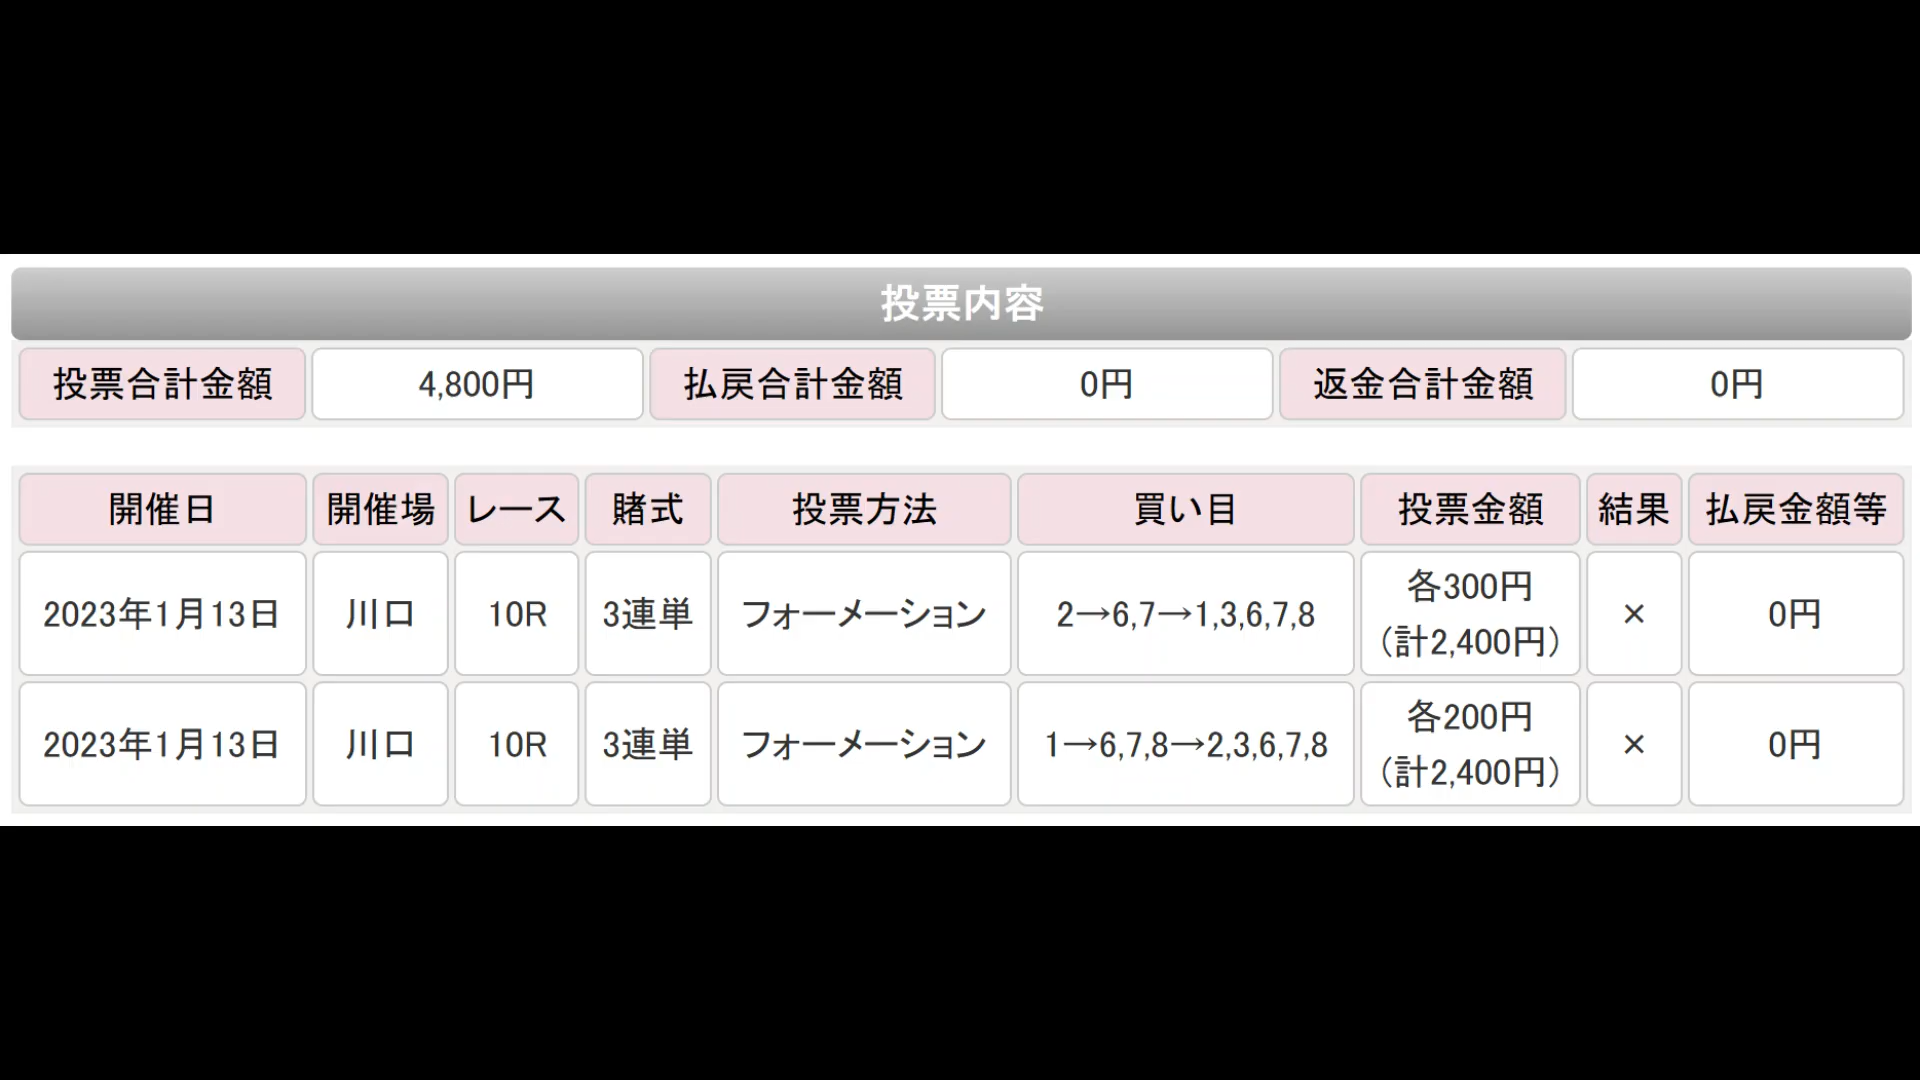 投票内容
投票合計金額 4,800円 払戻合計金額 0円 返金合計金額 0円
開催日 開催場 レース 賭式 投票方法 買い目 投票金額 結果 払戻金額等
2023年1月13日 川口 10R 3連単 フォーメーション 2→6,7→1,3,6,7,8 各300円 (計2,400円) × 0円
2023年1月13日 川口 10R 3連単 フォーメーション 1→6,7,8→2,3,6,7,8 各200円 (計2,400円) × 0円